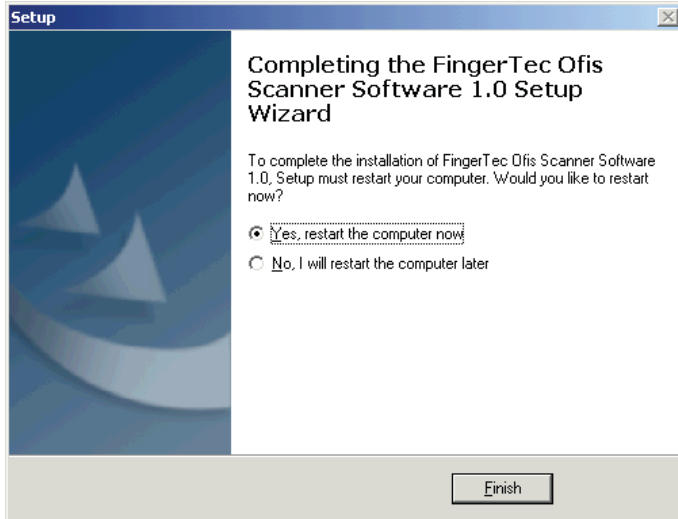 Setup
Completing the FingerTec Ofis
Scanner Software 1.0 Setup
Wizard
To complete the installation of FingerTec Ofis Scanner Software
1.0, Setup must restart your computer. Would you like to restart
now?
Yes, restart the computer now
No, I will restart the computer later
Finish